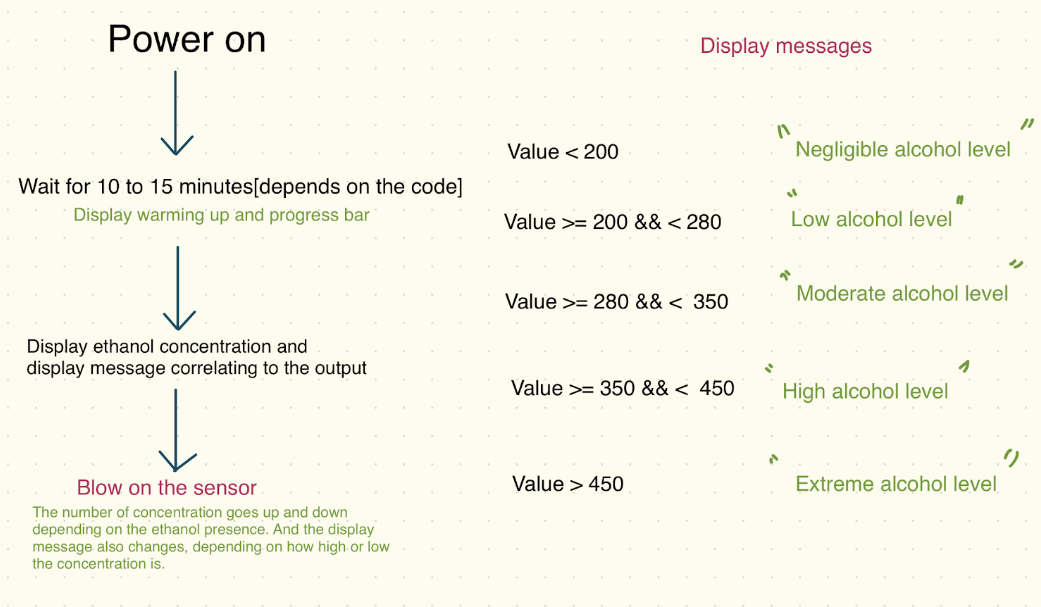 Power on
Wait for 10 to 15 minutes[depends on the code]
Display warming up and progress bar
Display ethanol concentration and
display message correlating to the output
Blow on the sensor
The number of concentration goes up and down
depending on the ethanol presence. And the display
message also changes, depending on how high or low
the concentration is.
Display messages
Value < 200 "Negligible alcohol level"
Value >= 200 && < 280 "Low alcohol level"
Value >= 280 && < 350 "Moderate alcohol level"
Value >= 350 && < 450 "High alcohol level"
Value > 450 "Extreme alcohol level"